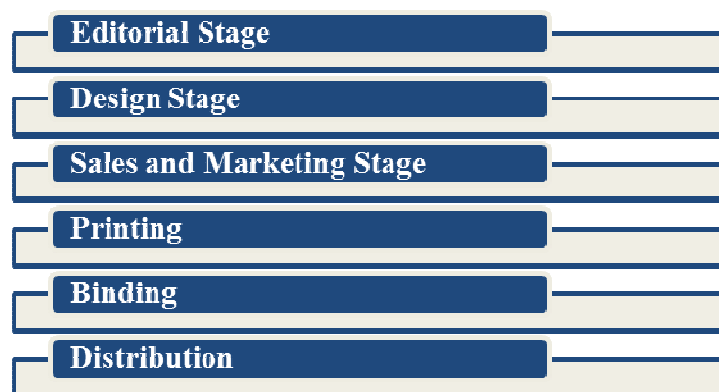 Editorial Stage
Design Stage
Sales and Marketing Stage
Printing
Binding
Distribution